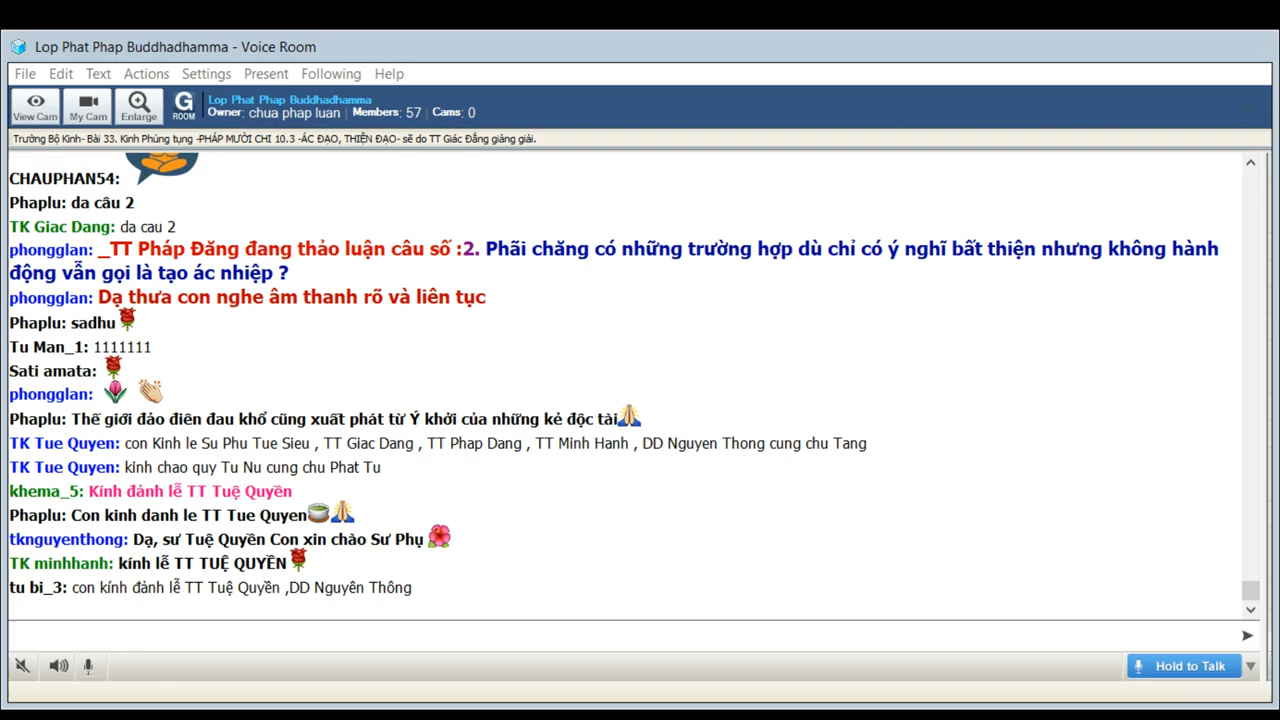 Lop Phat Phap Buddhadhamma - Voice Room
File Edit Text Actions Settings Present Following Help
View Cam My Cam Enlarge G ROOM Lop Phat Phap Buddhadhamma
Owner: chua phap luan | Members: 57 | Cams: 0
Trường Bộ Kinh- Bài 33. Kinh Phúng tụng -PHÁP MƯỜI CHI 10.3 -ÁC ĐẠO, THIỆN ĐẠO- sẽ do TT Giác Đẳng giảng giải.
CHAUPHAN54:
Phaplu: da câu 2
TK Giac Dang: da cau 2
phongglan: _TT Pháp Đăng đang thảo luận câu số :2. Phãi chăng có những trường hợp dù chỉ có ý nghĩ bất thiện nhưng không hành
động vẫn gọi là tạo ác nhiệp ?
phongglan: Dạ thưa con nghe âm thanh rõ và liên tục
Phaplu: sadhu
Tu Man_1: 1111111
Sati amata:
phongglan:
Phaplu: Thế giới đảo điên đau khổ cũng xuất phát từ Ý khởi của những kẻ độc tài
TK Tue Quyen: con Kinh le Su Phu Tue Sieu , TT Giac Dang , TT Phap Dang , TT Minh Hanh , DD Nguyen Thong cung chu Tang
TK Tue Quyen: kinh chao quy Tu Nu cung chu Phat Tu
khema_5: Kính đảnh lễ TT Tuệ Quyền
Phaplu: Con kinh danh le TT Tue Quyen
tknguyenthong: Dạ, sư Tuệ Quyền Con xin chào Sư Phụ
TK minhhanh: kính lễ TT TUỆ QUYỀN
tu bi_3: con kính đảnh lễ TT Tuệ Quyền ,DD Nguyên Thông
Hold to Talk